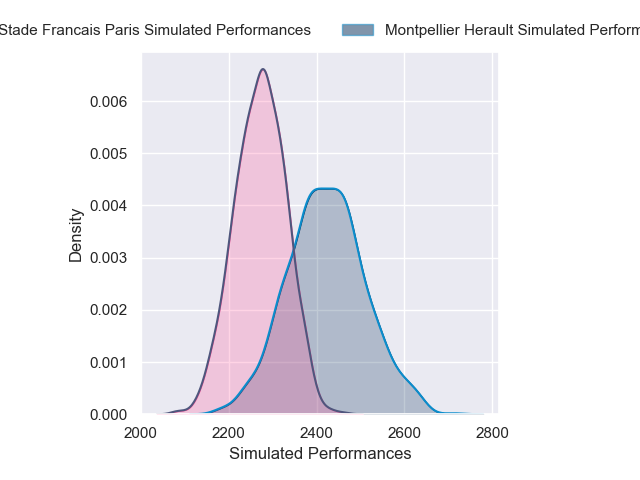 Stade Francais Paris Simulated Performances
Montpellier Herault Simulated Perform
0.006
0.005
0.004
0.003
0.002
0.001
0.000
Density
2000 2200 2400 2600 2800
Simulated Performances